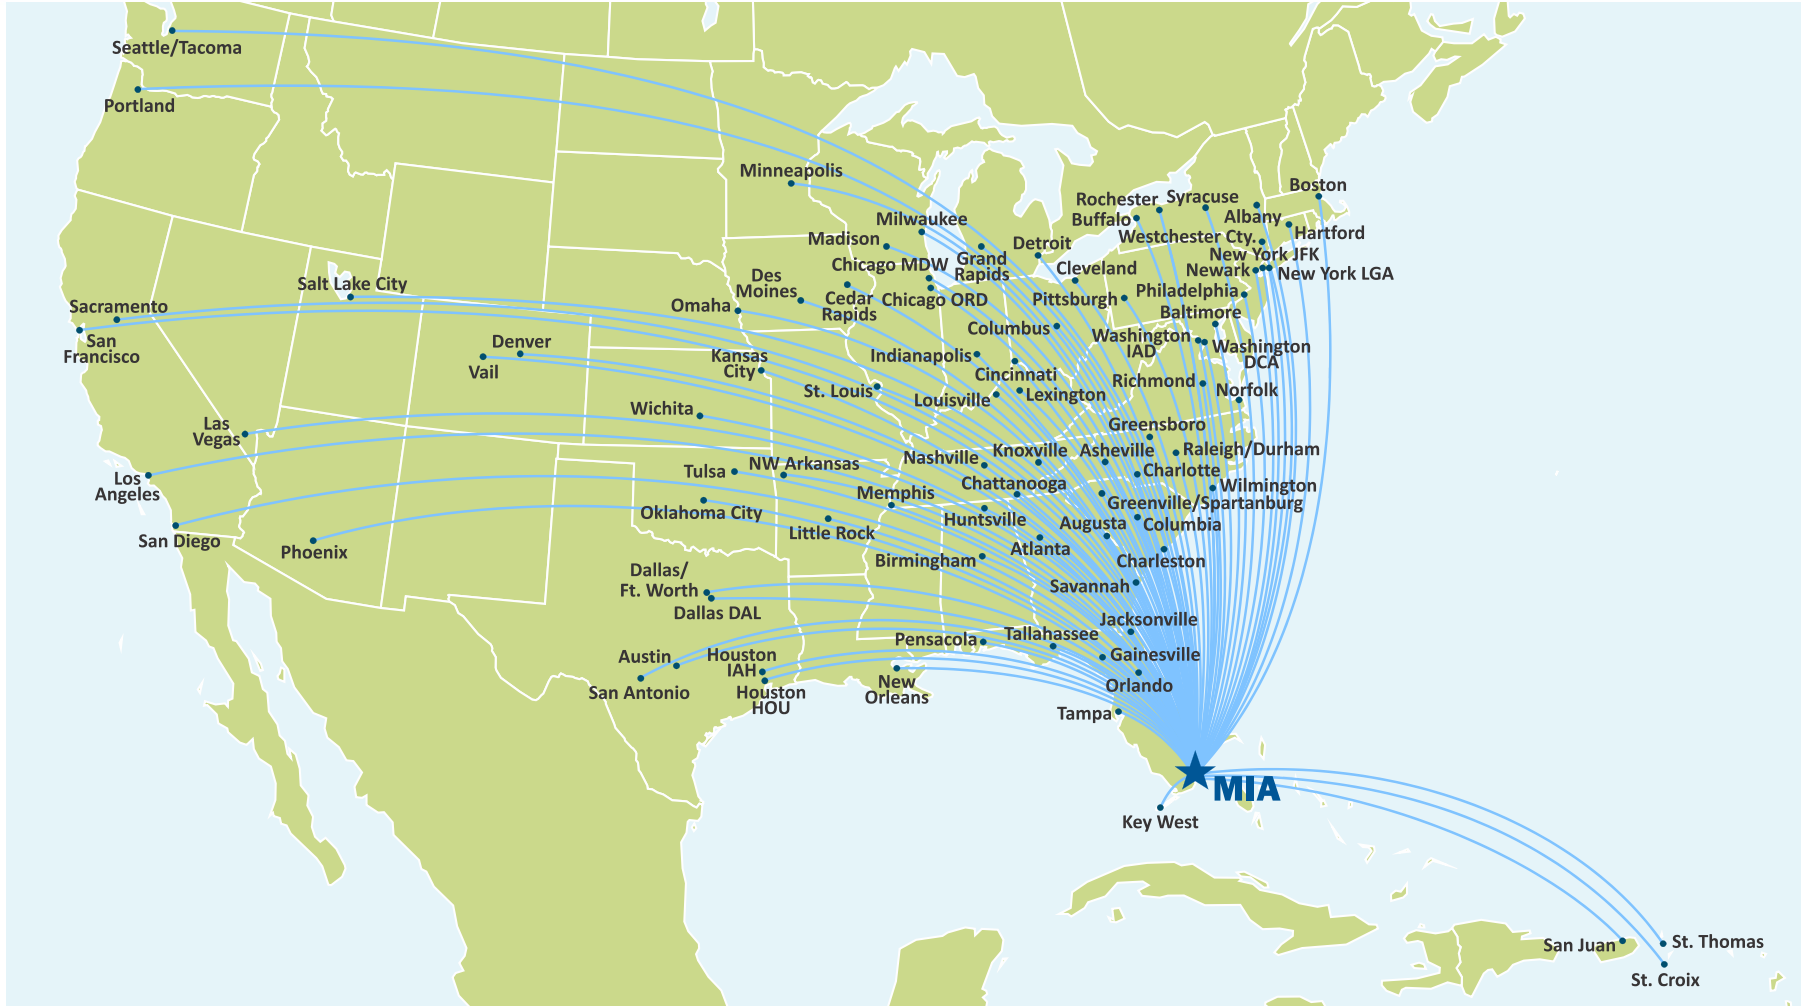 Seattle/Tacoma
Portland
Minneapolis
Boston
Rochester
Syracuse
Buffalo
Albany
Hartford
Milwaukee
Madison
Westchester Cty.
Detroit
Grand
Rapids
New York JFK
Chicago MDW
Cleveland
Newark
New York LGA
Des
Moines
Salt Lake City
Cedar
Rapids
Chicago ORD
Pittsburgh
Philadelphia
Sacramento
Omaha
Baltimore
Columbus
San
Francisco
Denver
Washington
IAD
Washington
DCA
Vail
Kansas
City
Indianapolis
Cincinnati
St. Louis
Louisville
Lexington
Richmond
Norfolk
Wichita
Las
Vegas
Greensboro
Nashville
Knoxville
Asheville
Raleigh/Durham
Tulsa
NW Arkansas
Charlotte
Los
Angeles
Chattanooga
Wilmington
Memphis
Greenville/Spartanburg
Oklahoma City
Huntsville
Augusta
Columbia
Little Rock
San Diego
Phoenix
Atlanta
Birmingham
Charleston
Dallas/
Ft. Worth
Savannah
Dallas DAL
Jacksonville
Pensacola
Tallahassee
Austin
Houston
IAH
Gainesville
San Antonio
Houston
HOU
New
Orleans
Orlando
Tampa
MIA
Key West
San Juan
St. Thomas
St. Croix